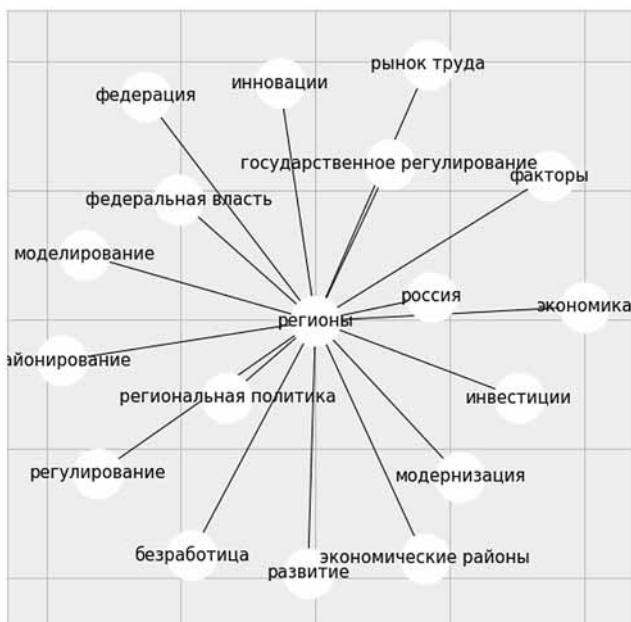 рынок труда
инновации
федерация
государственное регулирование
факторы
федеральная власть
моделирование
россия
экономика
регионы
айонирование
региональная политика
инвестиции
регулирование
модернизация
безработица
экономические районы
развитие